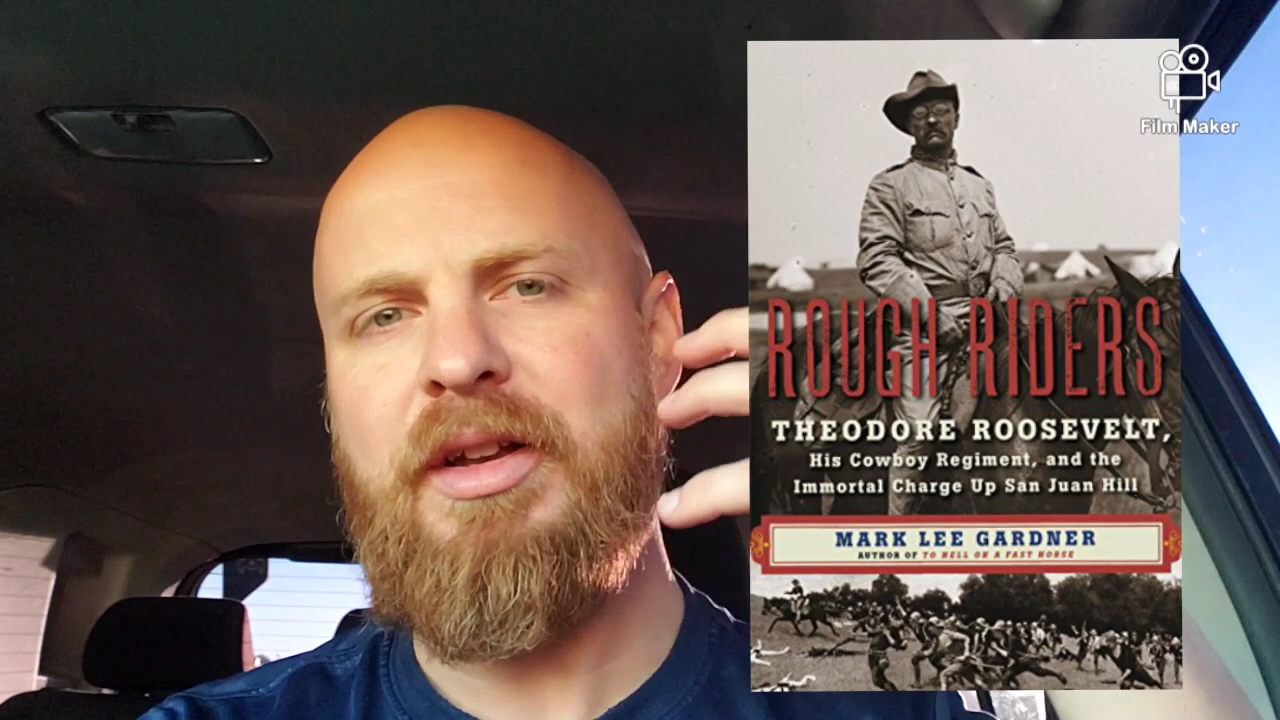 Film Maker
ROUGH RIDERS
THEODORE ROOSEVELT,
His Cowboy Regiment, and the
Immortal Charge Up San Juan Hill
MARK LEE GARDNER
AUTHOR OF TO HELL ON A FAST HORSE